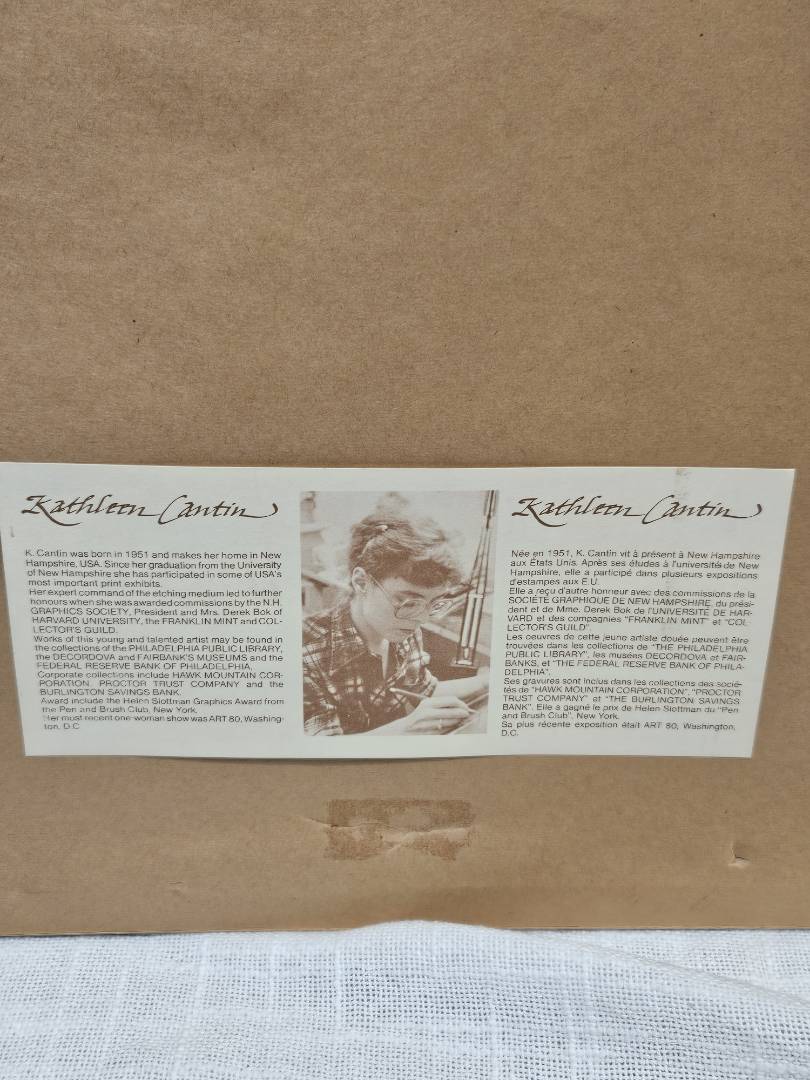 Kathleen Cantin
K. Cantin was born in 1951 and makes her home in New
Hampshire, USA. Since her graduation from the University
of New Hampshire she has participated in some of USA's
most important print exhibits.
Her expert command of the etching medium led to further
honours when she was awarded commissions by the N.H.
GRAPHICS SOCIETY, President and Mrs. Derek Bok of
HARVARD UNIVERSITY, the FRANKLIN MINT and COL-
LECTOR'S GUILD.
Works of this young and talented artist may be found in
the collections of the PHILADELPHIA PUBLIC LIBRARY,
the DECORDOVA and FAIRBANK'S MUSEUMS and the
FEDERAL RESERVE BANK OF PHILADELPHIA.
Corporate collections include HAWK MOUNTAIN COR-
PORATION, PROCTOR TRUST COMPANY and the
BURLINGTON SAVINGS BANK.
Award include the Helen Slottman Graphics Award from
the Pen and Brush Club, New York.
Her must recent one-woman show was ART 80, Washing-
ton, D.C
Kathleen Cantin
Née en 1951, K. Cantin vit à présent à New Hampshire
aux États Unis. Après ses études à l'université de New
Hampshire, elle a participé dans plusieurs expositions
d'estampes aux E.U.
Elle a reçu d'autre honneur avec des commissions de la
SOCIÉTÉ GRAPHIQUE DE NEW HAMPSHIRE, du prési-
dent et de Mme. Derek Bok de l'UNIVERSITÉ DE HAR-
VARD et des compagnies "FRANKLIN MINT" et "COL-
LECTOR'S GUILD".
Les oeuvres de cette jeune artiste douée peuvent être
trouvées dans les collections de "THE PHILADELPHIA
PUBLIC LIBRARY", les musées DECORDOVA et FAIR-
BANKS, et "THE FEDERAL RESERVE BANK OF PHILA-
DELPHIA".
Ses gravures sont inclus dans les collections des socié-
tés de "HAWK MOUNTAIN CORPORATION", "PROCTOR
TRUST COMPANY" et "THE BURLINGTON SAVINGS
BANK". Elle a gagné le prix de Helen Slottman du "Pen
and Brush Club", New York.
Sa plus récente exposition était ART 80, Washington,
D.C.